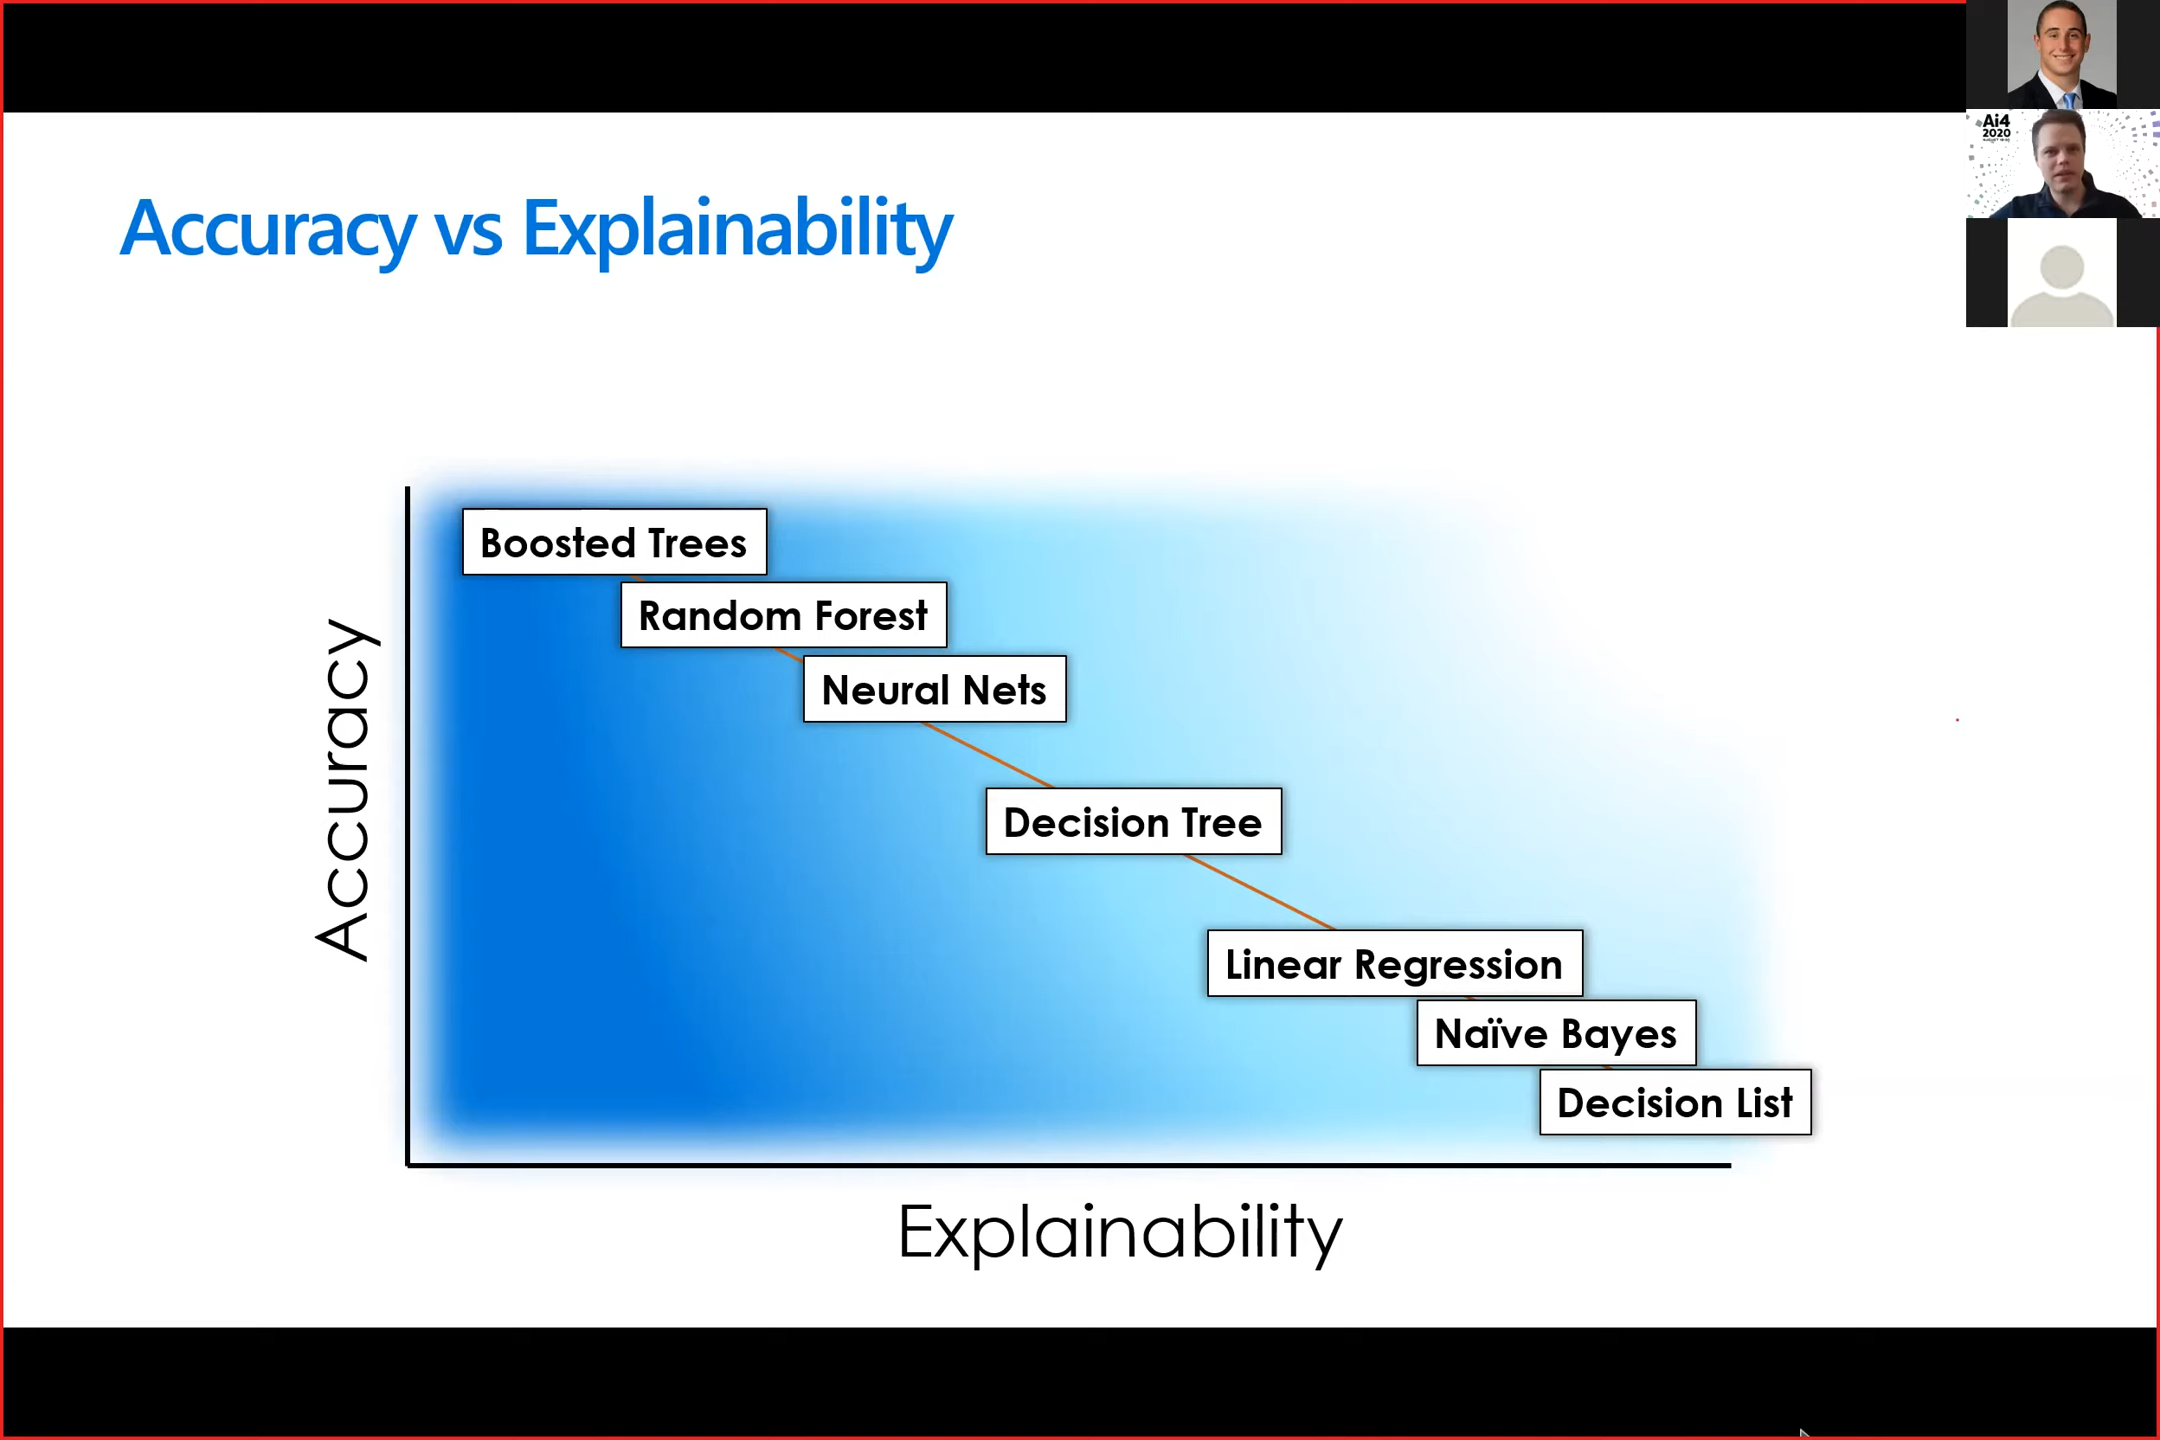 Ai4
2020
Accuracy vs Explainability
Boosted Trees
Random Forest
Neural Nets
Decision Tree
Linear Regression
Naïve Bayes
Decision List
Accuracy
Explainability